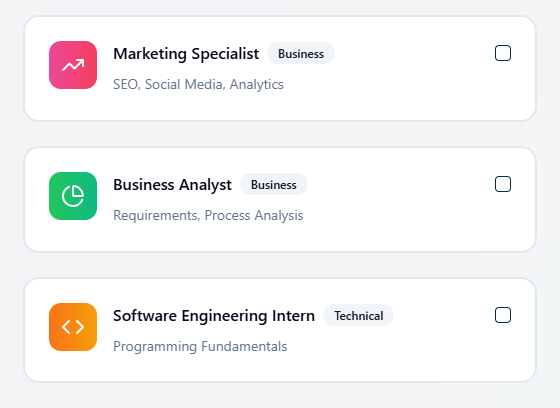 Marketing Specialist Business
SEO, Social Media, Analytics
Business Analyst Business
Requirements, Process Analysis
Software Engineering Intern Technical
Programming Fundamentals